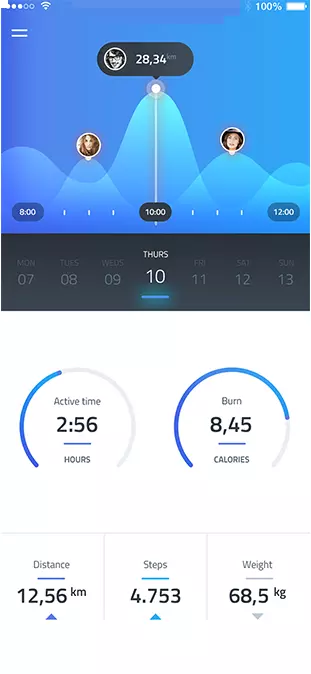 100%
28,34 km
8:00 10:00 12:00
THURS
MON TUES WEDS FRI SAT SUN
07 08 09 10 11 12 13
Active time Burn
2:56 8,45
HOURS CALORIES
Distance Steps Weight
12,56 km 4.753 68,5 kg